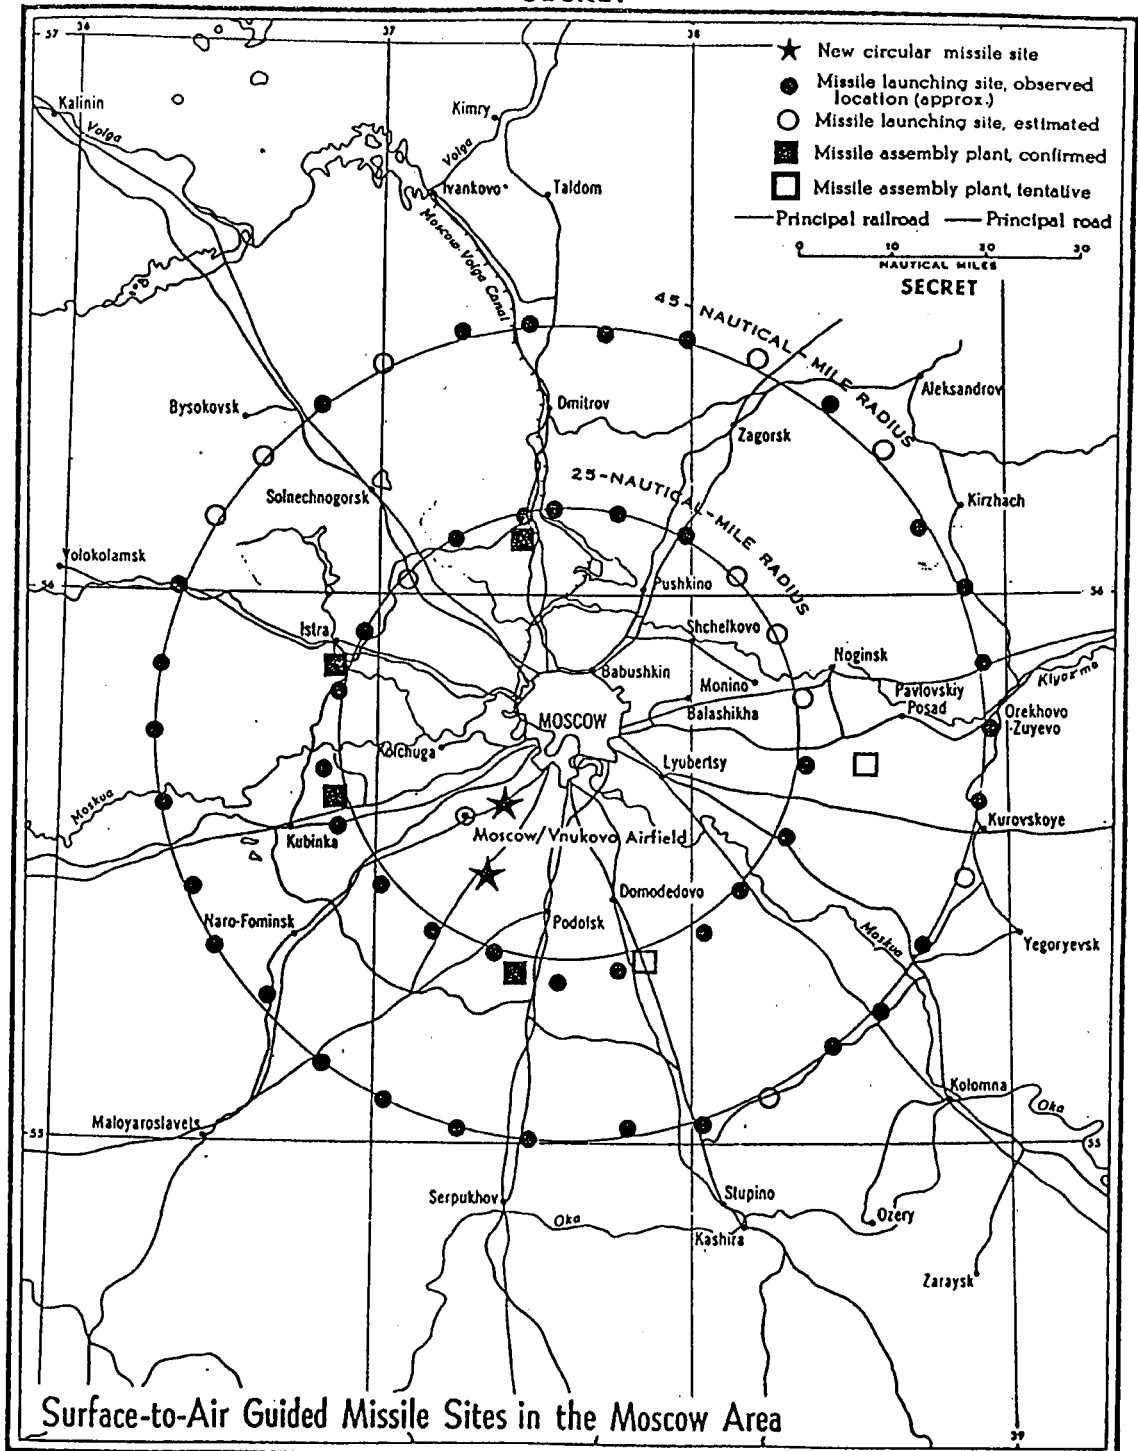 SECRET
57
36
37
38
New circular missile site
Missile launching site, observed
location (approx.)
Missile launching site, estimated
Missile assembly plant, confirmed
Missile assembly plant, tentative
Principal railroad
Principal road
0 10 20 30
NAUTICAL MILES
SECRET
Kalinin
Volga
Kimry
Volga
Ivankovo
Taldom
Moscow-Volga Canal
45-NAUTICAL-MILE RADIUS
Aleksandrov
Bysokovsk
Dmitrov
Zagorsk
25-NAUTICAL-MILE RADIUS
Solnechnogorsk
Kirzhach
Volokolamsk
56
56
Pushkino
Istra
Shchelkovo
Noginsk
Klyazma
Babushkin
Monino
Pavlovskiy
Posad
Balashikha
Orekhovo
-Zuyevo
MOSCOW
Kolchuga
Lyubertsy
Moskva
Kubinka
Moscow/Vnukovo Airfield
Kurovskoye
Domodedovo
Naro-Fominsk
Podolsk
Moskva
Yegoryevsk
Kolomna
Oka
Maloyaroslavets
55
55
Serpukhov
Stupino
Oka
Ozery
Kashira
Zaraysk
Surface-to-Air Guided Missile Sites in the Moscow Area
39